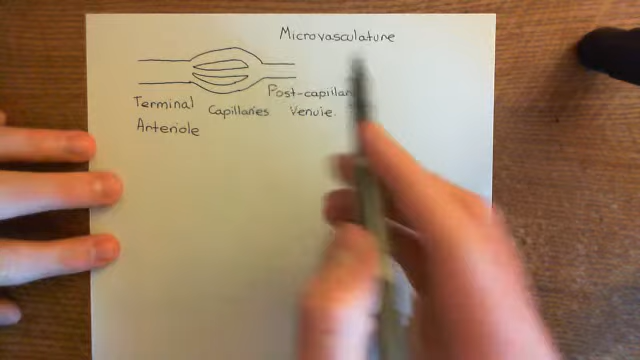 Microvasculature
Post-capillary
Terminal Capillaries Venule
Arteriole